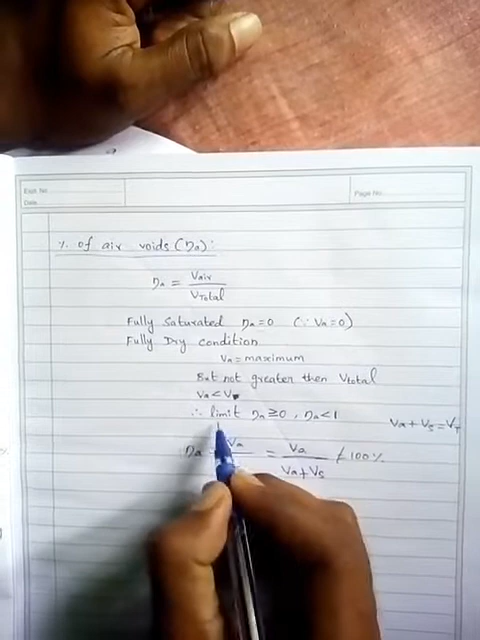 Expt. No.
Date
Page No.
% of air voids (ηa):
ηa = Vair / VTotal
Fully Saturated ηa = 0 (∵ Va = 0)
Fully Dry condition
Va = maximum
But not greater then Vtotal
Va < V
∴ limit ηa ≥ 0, ηa < 1
Va + Vs = VT
ηa = Va = Va / Va + Vs ≠ 100%